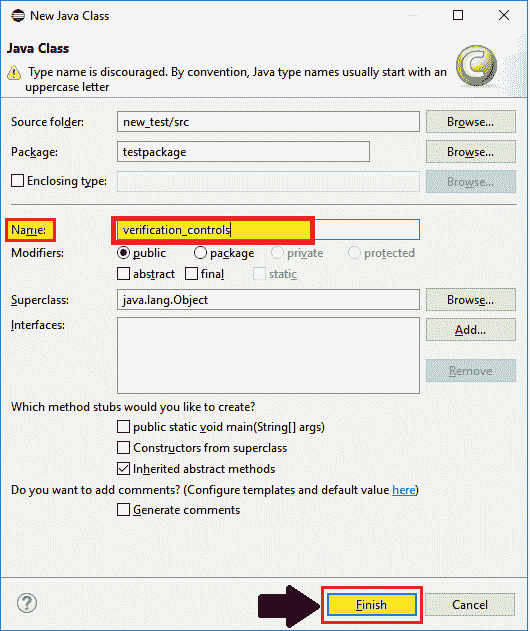 New Java Class
Java Class
Type name is discouraged. By convention, Java type names usually start with an
uppercase letter
Source folder: new_test/src Browse...
Package: testpackage Browse...
Enclosing type: Browse...
Name: verification_controls
Modifiers: public package private protected
abstract final static
Superclass: java.lang.Object Browse...
Interfaces: Add...
Remove
Which method stubs would you like to create?
public static void main(String[] args)
Constructors from superclass
Inherited abstract methods
Do you want to add comments? (Configure templates and default value here)
Generate comments
? Finish Cancel